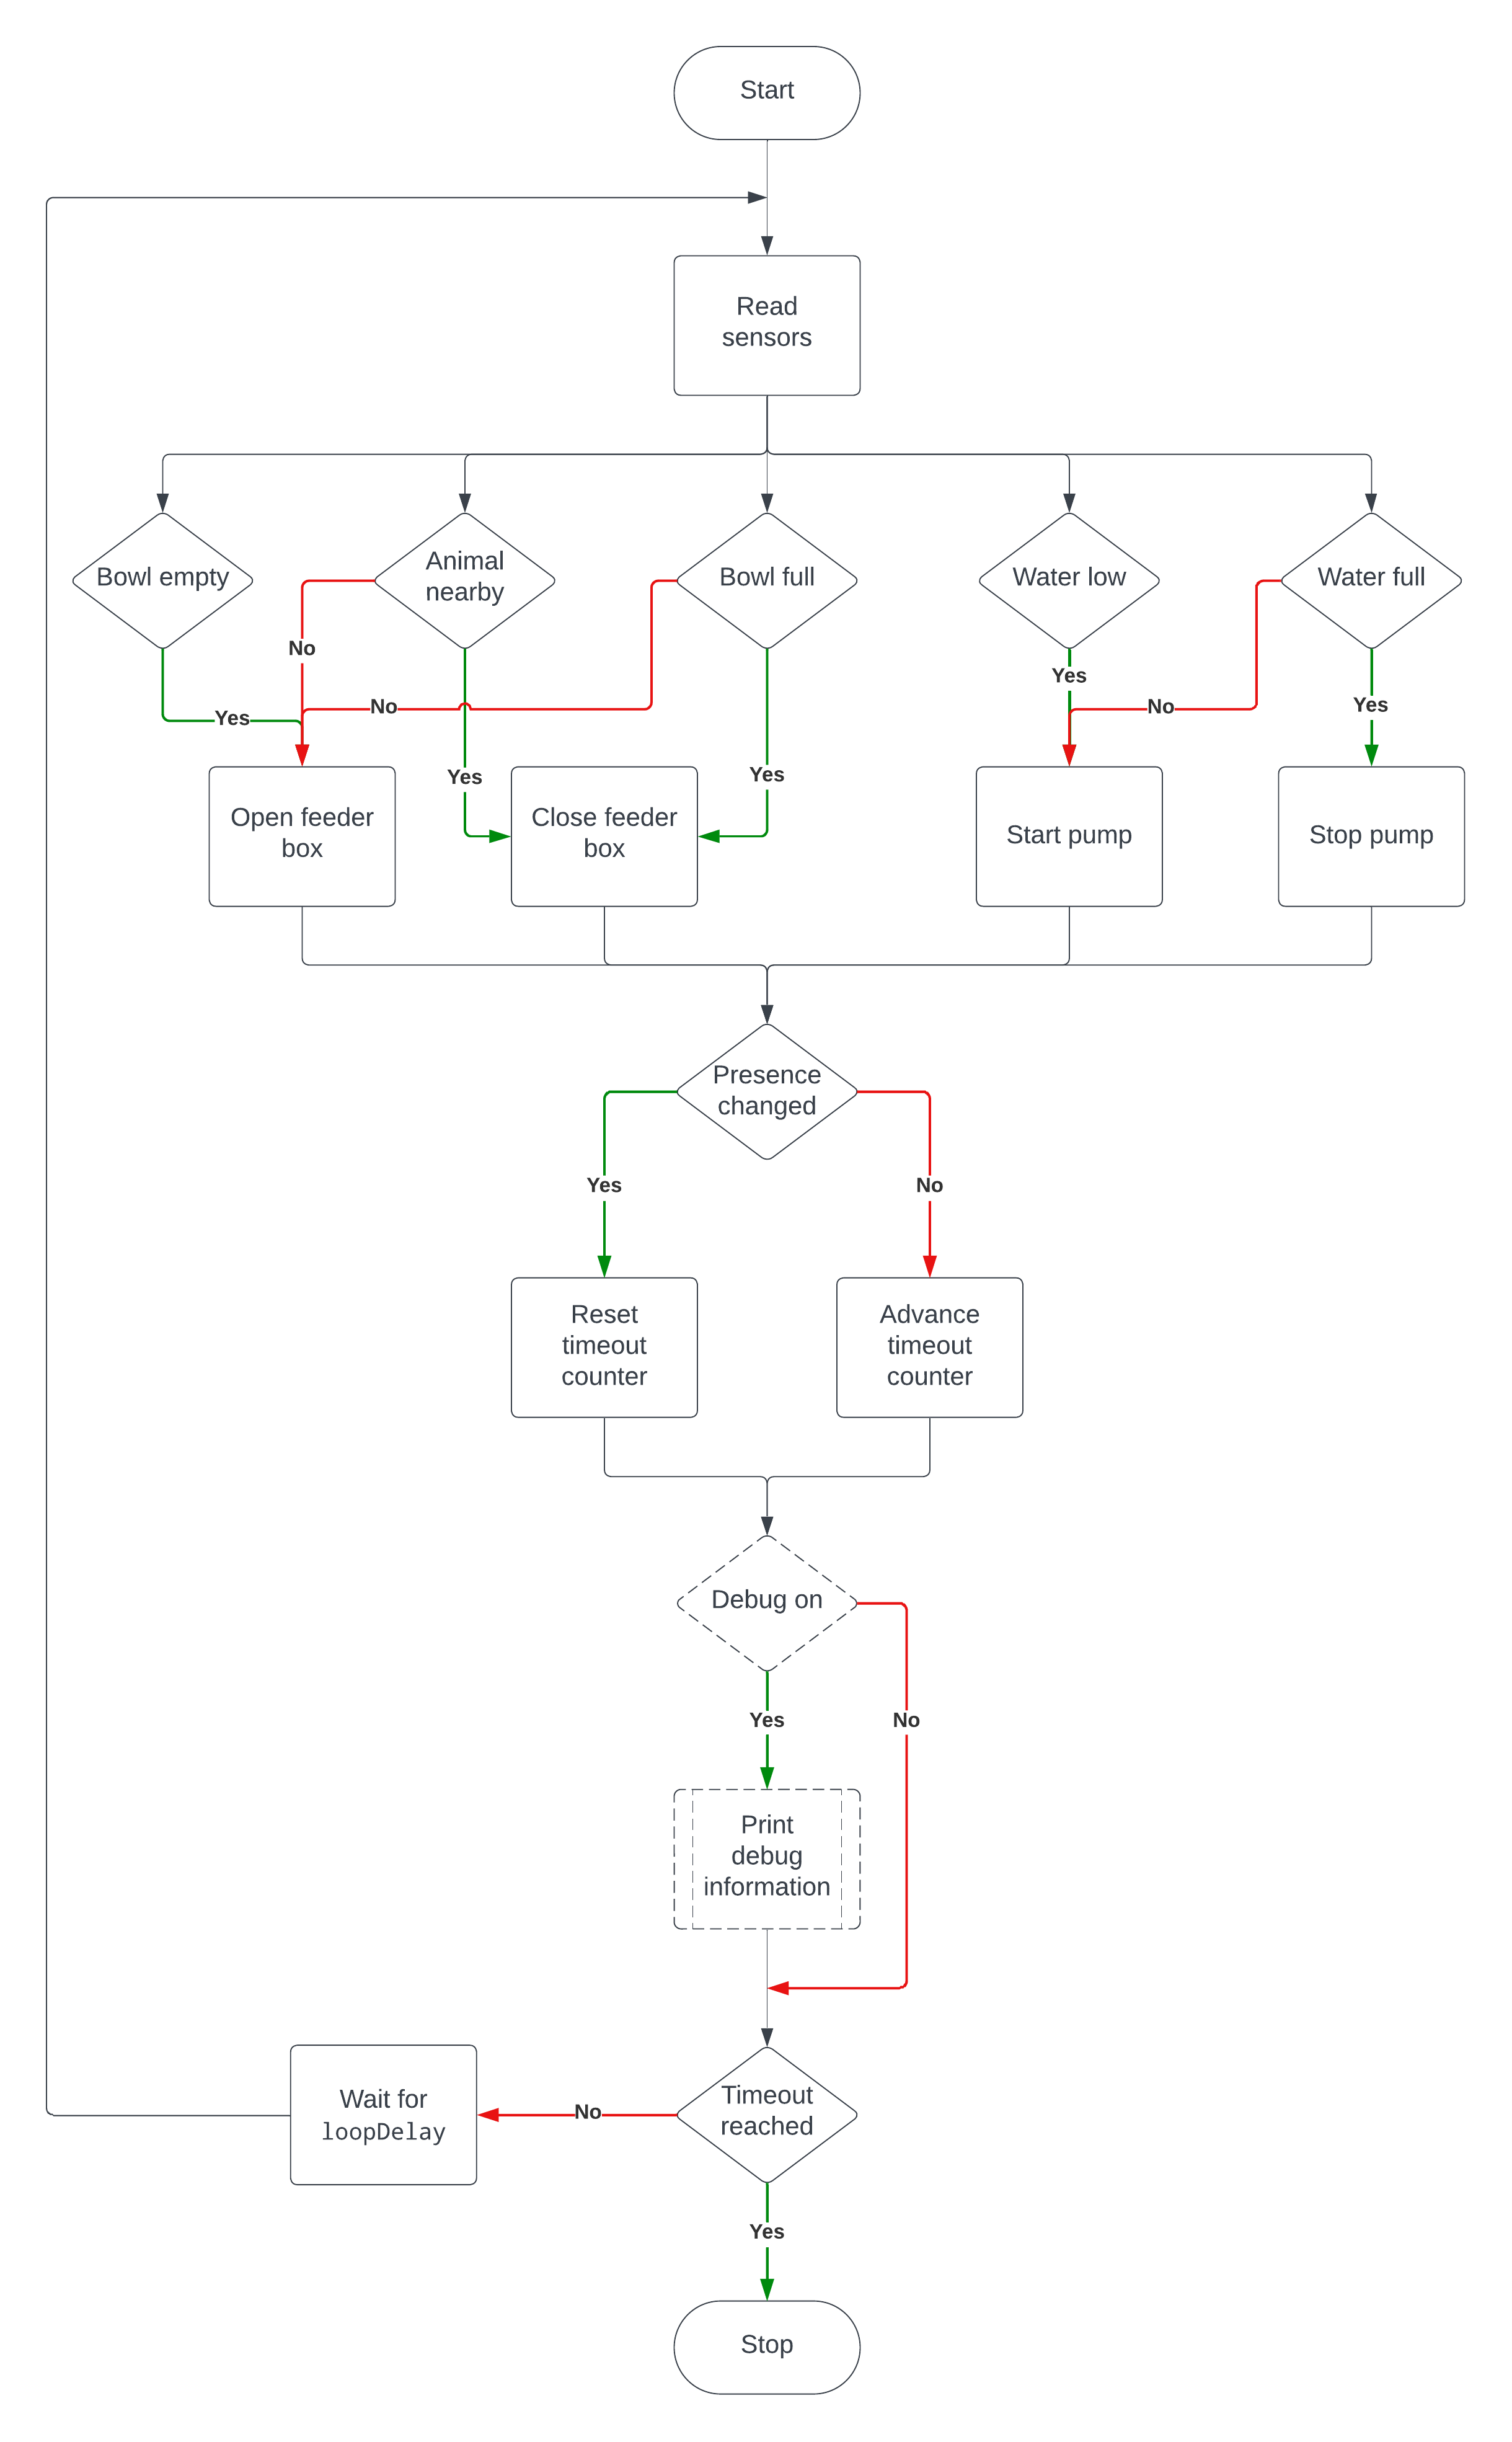 Start
Read
sensors
Bowl empty
Animal
nearby
Bowl full
Water low
Water full
No
Yes
No
Yes
Yes
Yes
No
Yes
Open feeder
box
Close feeder
box
Start pump
Stop pump
Presence
changed
Yes
No
Reset
timeout
counter
Advance
timeout
counter
Debug on
Yes
No
Print
debug
information
Wait for
loopDelay
No
Timeout
reached
Yes
Stop